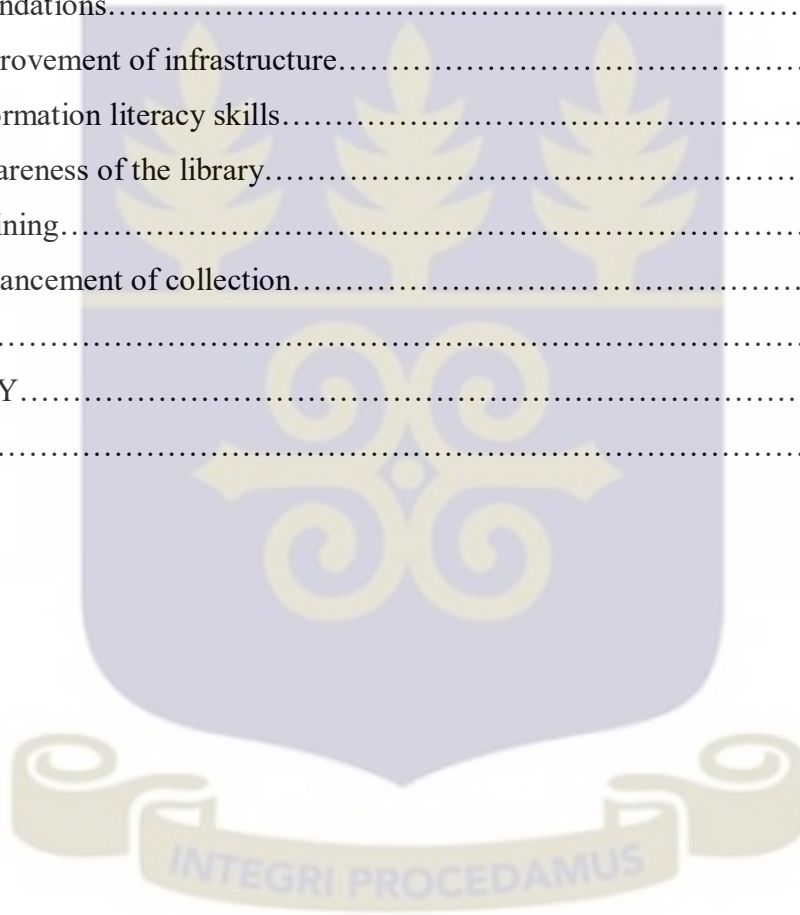 ndations....................................................
rovement of infrastructure....................................................
ormation literacy skills....................................................
areness of the library....................................................
ining....................................................
ancement of collection....................................................
....................................................
Y....................................................
....................................................
INTEGRI PROCEDAMUS